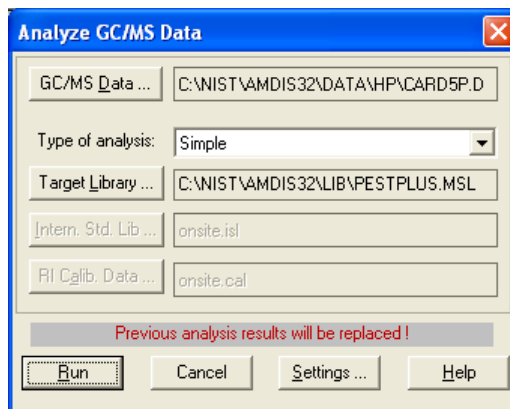 Analyze GC/MS Data
GC/MS Data ... C:\NIST\AMDIS32\DATA\HP\CARD5P.D
Type of analysis: Simple
Target Library ... C:\NIST\AMDIS32\LIB\PESTPLUS.MSL
Intern. Std. Lib ... onsite.isl
RI Calib. Data ... onsite.cal
Previous analysis results will be replaced !
Run Cancel Settings ... Help